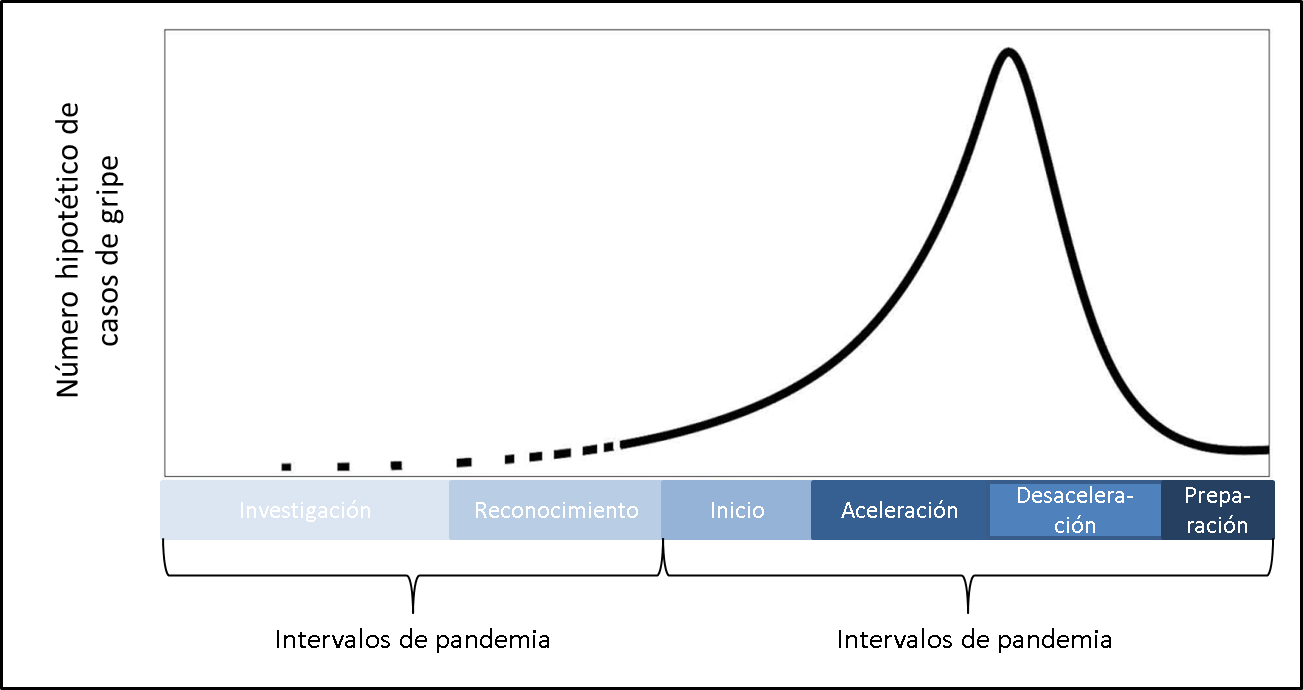 Número hipotético de
casos de gripe
Investigación
Reconocimiento
Inicio
Aceleración
Desacelera-
ción
Prepa-
ración
Intervalos de pandemia
Intervalos de pandemia